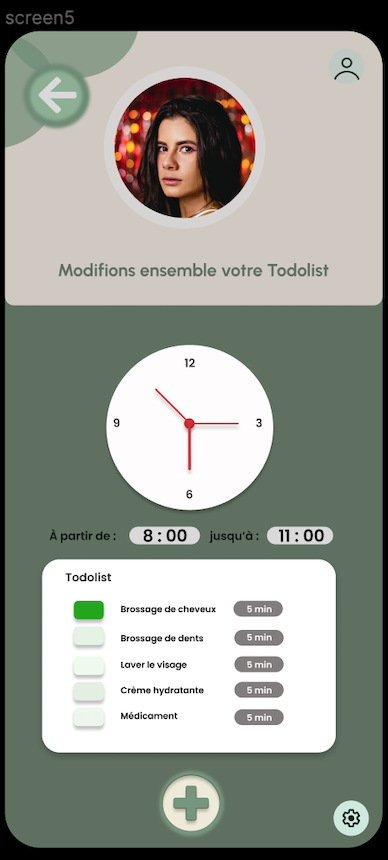 screen5
Modifions ensemble votre Todolist
12
9 3
6
À partir de : 8 : 00 jusqu'à : 11 : 00
Todolist
Brossage de cheveux 5 min
Brossage de dents 5 min
Laver le visage 5 min
Crème hydratante 5 min
Médicament 5 min